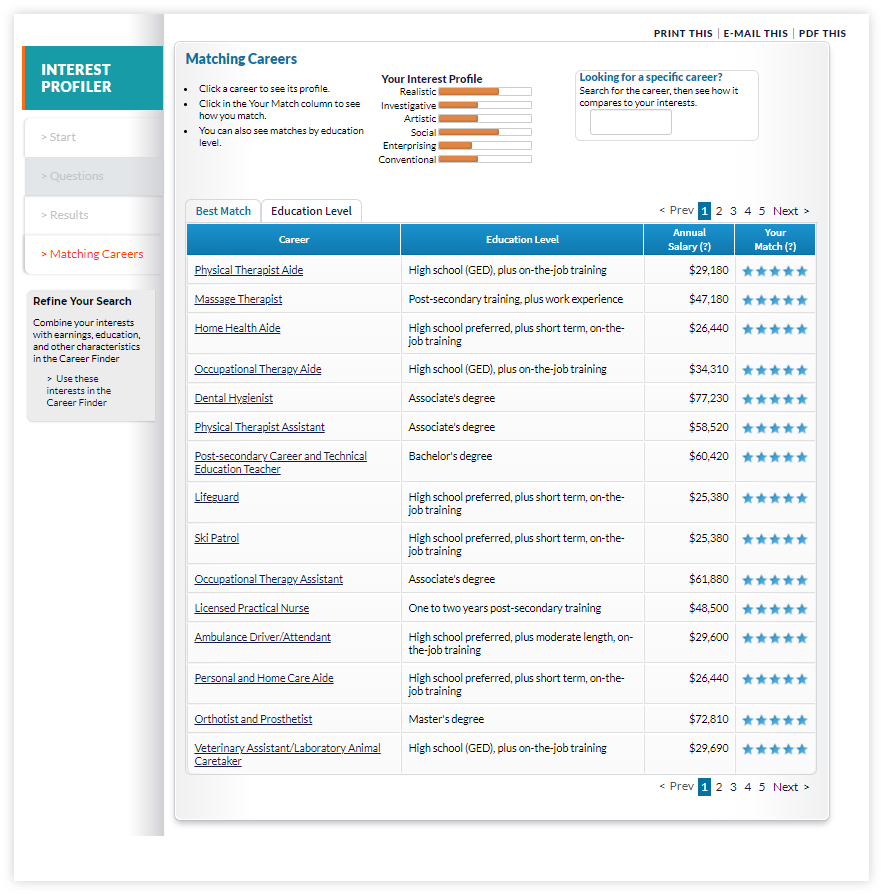 PRINT THIS | E-MAIL THIS | PDF THIS
INTEREST
PROFILER
> Start
> Questions
> Results
> Matching Careers
Refine Your Search
Combine your interests
with earnings, education,
and other characteristics
in the Career Finder
> Use these
interests in the
Career Finder
Matching Careers
• Click a career to see its profile.
• Click in the Your Match column to see
how you match.
• You can also see matches by education
level.
Your Interest Profile
Realistic
Investigative
Artistic
Social
Enterprising
Conventional
Looking for a specific career?
Search for the career, then see how it
compares to your interests.
Best Match Education Level
< Prev 1 2 3 4 5 Next >
Career Education Level Annual Salary (?) Your Match (?)
Physical Therapist Aide High school (GED), plus on-the-job training $29,180
Massage Therapist Post-secondary training, plus work experience $47,180
Home Health Aide High school preferred, plus short term, on-the- $26,440
job training
Occupational Therapy Aide High school (GED), plus on-the-job training $34,310
Dental Hygienist Associate's degree $77,230
Physical Therapist Assistant Associate's degree $58,520
Post-secondary Career and Technical Bachelor's degree $60,420
Education Teacher
Lifeguard High school preferred, plus short term, on-the- $25,380
job training
Ski Patrol High school preferred, plus short term, on-the- $25,380
job training
Occupational Therapy Assistant Associate's degree $61,880
Licensed Practical Nurse One to two years post-secondary training $48,500
Ambulance Driver/Attendant High school preferred, plus moderate length, on- $29,600
the-job training
Personal and Home Care Aide High school preferred, plus short term, on-the- $26,440
job training
Orthotist and Prosthetist Master's degree $72,810
Veterinary Assistant/Laboratory Animal High school (GED), plus on-the-job training $29,690
Caretaker
< Prev 1 2 3 4 5 Next >